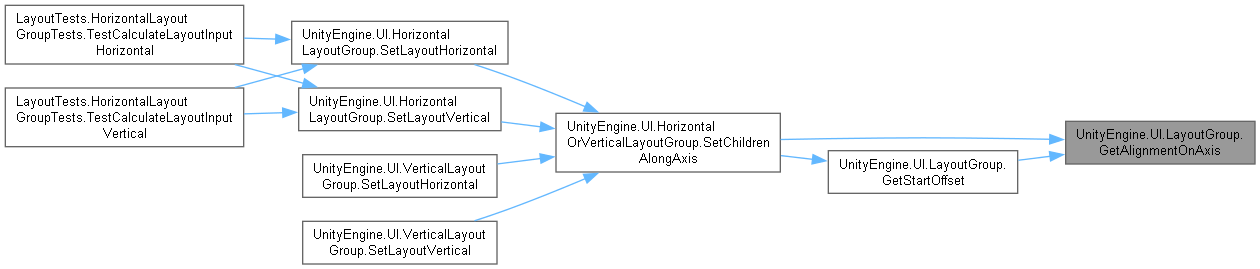 LayoutTests.HorizontalLayout
GroupTests.TestCalculateLayoutInput
Horizontal
LayoutTests.HorizontalLayout
GroupTests.TestCalculateLayoutInput
Vertical
UnityEngine.UI.Horizontal
LayoutGroup.SetLayoutHorizontal
UnityEngine.UI.Horizontal
LayoutGroup.SetLayoutVertical
UnityEngine.UI.VerticalLayout
Group.SetLayoutHorizontal
UnityEngine.UI.VerticalLayout
Group.SetLayoutVertical
UnityEngine.UI.Horizontal
OrVerticalLayoutGroup.SetChildren
AlongAxis
UnityEngine.UI.LayoutGroup.
GetStartOffset
UnityEngine.UI.LayoutGroup.
GetAlignmentOnAxis